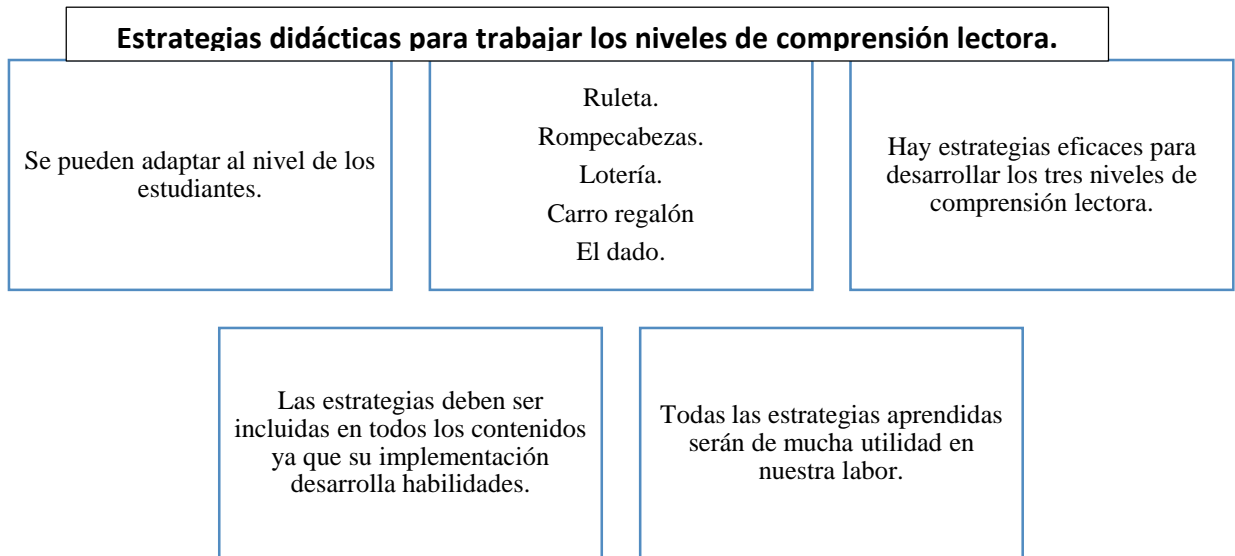 Estrategias didácticas para trabajar los niveles de comprensión lectora.
Se pueden adaptar al nivel de los
estudiantes.
Ruleta.
Rompecabezas.
Lotería.
Carro regalón
El dado.
Hay estrategias eficaces para
desarrollar los tres niveles de
comprensión lectora.
Las estrategias deben ser
incluidas en todos los contenidos
ya que su implementación
desarrolla habilidades.
Todas las estrategias aprendidas
serán de mucha utilidad en
nuestra labor.